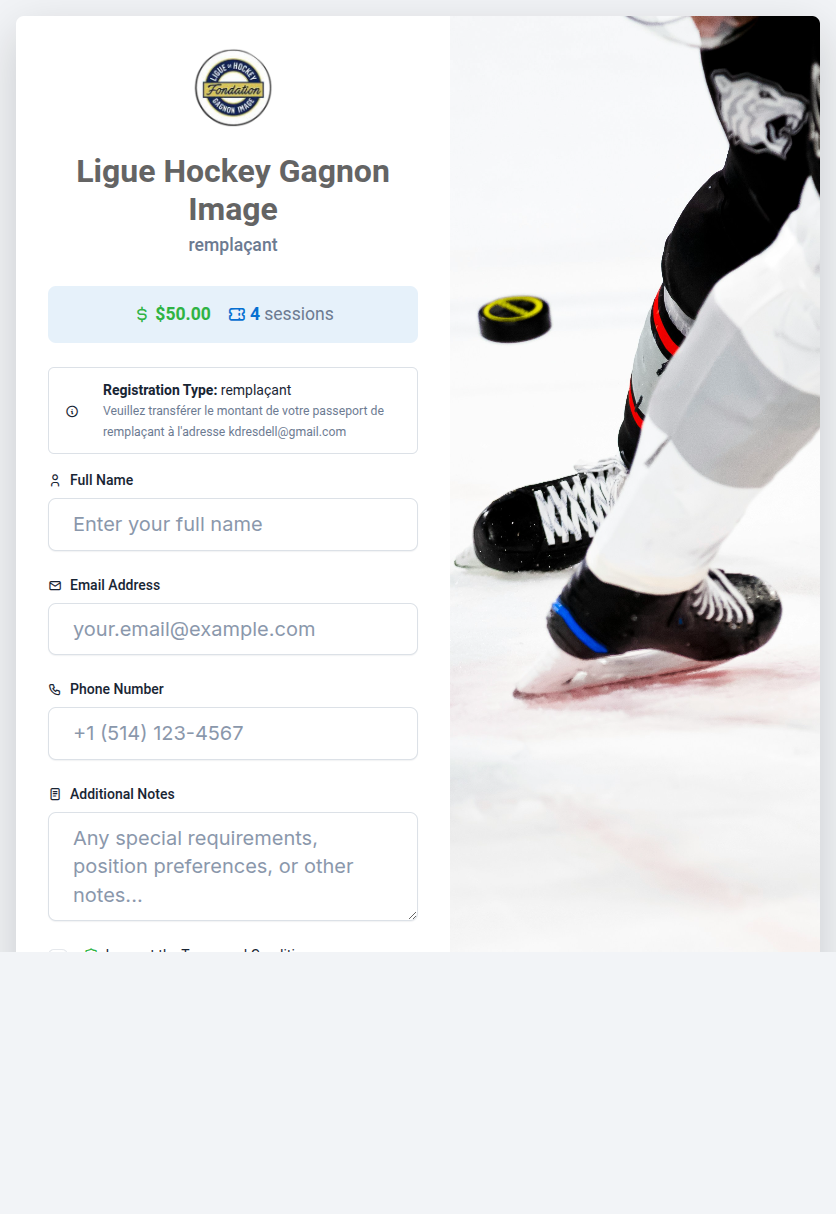 LIGUE DE HOCKEY
Fondation
GAGNON IMAGE
Ligue Hockey Gagnon
Image
remplaçant
$50.00 4 sessions
Registration Type: remplaçant
Veuillez transférer le montant de votre passeport de
remplaçant à l'adresse kdresdell@gmail.com
Full Name
Enter your full name
Email Address
your.email@example.com
Phone Number
+1 (514) 123-4567
Additional Notes
Any special requirements,
position preferences, or other
notes...